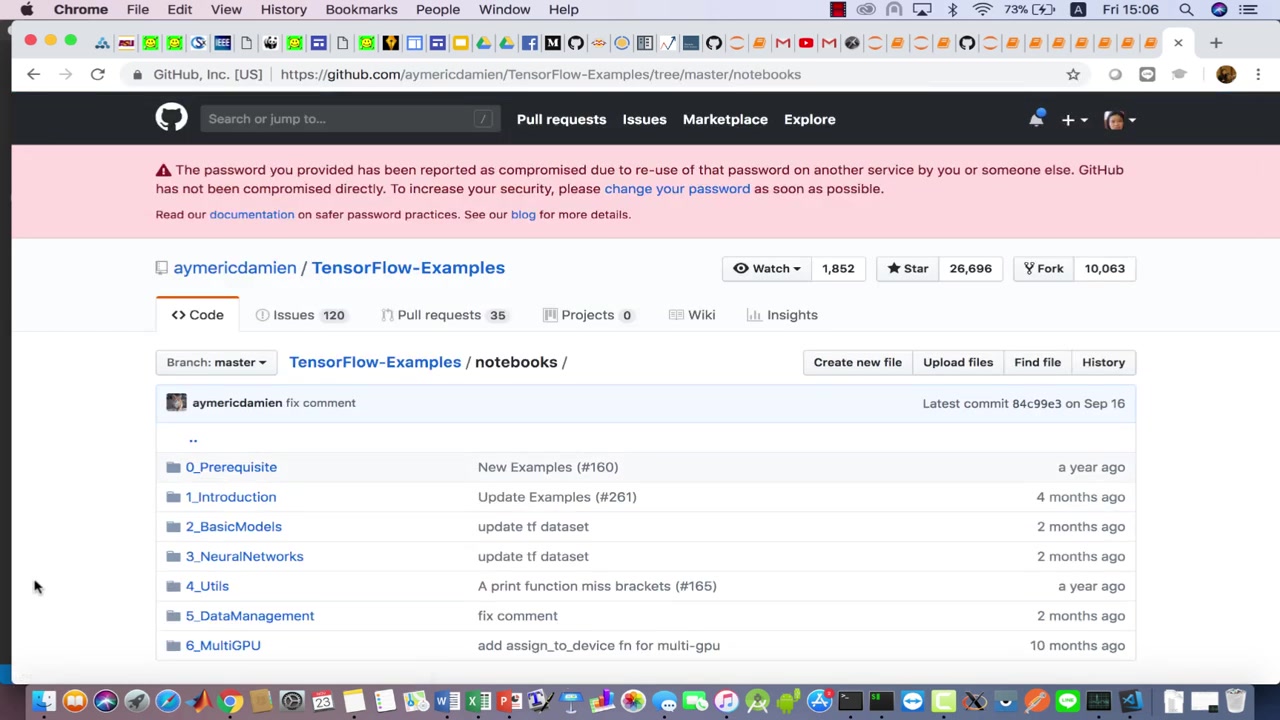 Chrome File Edit View History Bookmarks People Window Help 73% A Fri 15:06
GitHub, Inc. [US] https://github.com/aymericdamien/TensorFlow-Examples/tree/master/notebooks
Search or jump to... / Pull requests Issues Marketplace Explore
The password you provided has been reported as compromised due to re-use of that password on another service by you or someone else. GitHub
has not been compromised directly. To increase your security, please change your password as soon as possible.
Read our documentation on safer password practices. See our blog for more details.
aymericdamien / TensorFlow-Examples Watch 1,852 Star 26,696 Fork 10,063
Code Issues 120 Pull requests 35 Projects 0 Wiki Insights
Branch: master TensorFlow-Examples / notebooks / Create new file Upload files Find file History
aymericdamien fix comment Latest commit 84c99e3 on Sep 16
..
0_Prerequisite New Examples (#160) a year ago
1_Introduction Update Examples (#261) 4 months ago
2_BasicModels update tf dataset 2 months ago
3_NeuralNetworks update tf dataset 2 months ago
4_Utils A print function miss brackets (#165) a year ago
5_DataManagement fix comment 2 months ago
6_MultiGPU add assign_to_device fn for multi-gpu 10 months ago